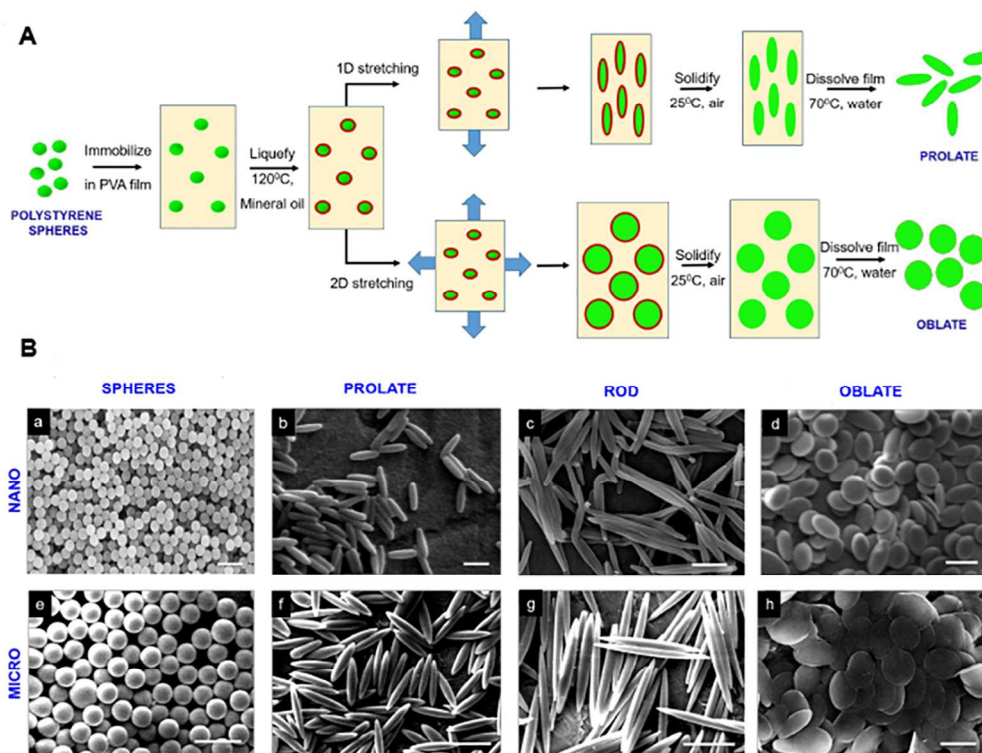 A
POLYSTYRENE
SPHERES
Immobilize
in PVA film
Liquefy
120⁰C,
Mineral oil
1D stretching
2D stretching
Solidify
25⁰C, air
Dissolve film
70⁰C, water
PROLATE
Solidify
25⁰C, air
Dissolve film
70⁰C, water
OBLATE
B
SPHERES PROLATE ROD OBLATE
NANO
a b c d
MICRO
e f g h